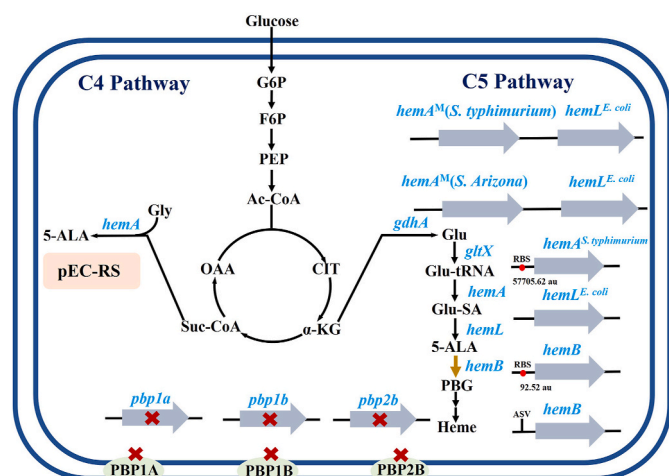 Glucose
C4 Pathway
G6P
F6P
PEP
Ac-CoA
OAA
CIT
α-KG
Suc-CoA
Gly
hemA
5-ALA
pEC-RS
C5 Pathway
hemAᴹ(S. typhimurium) hemL^E. coli
hemAᴹ(S. Arizona) hemL^E. coli
gdhA
Glu
gltX
Glu-tRNA
hemA
Glu-SA
hemL
5-ALA
hemB
PBG
Heme
RBS
hemA^S.typhimurium
57705.62 au
hemL^E. coli
RBS
hemB
92.52 au
ASV
hemB
pbp1a pbp1b pbp2b
PBP1A PBP1B PBP2B